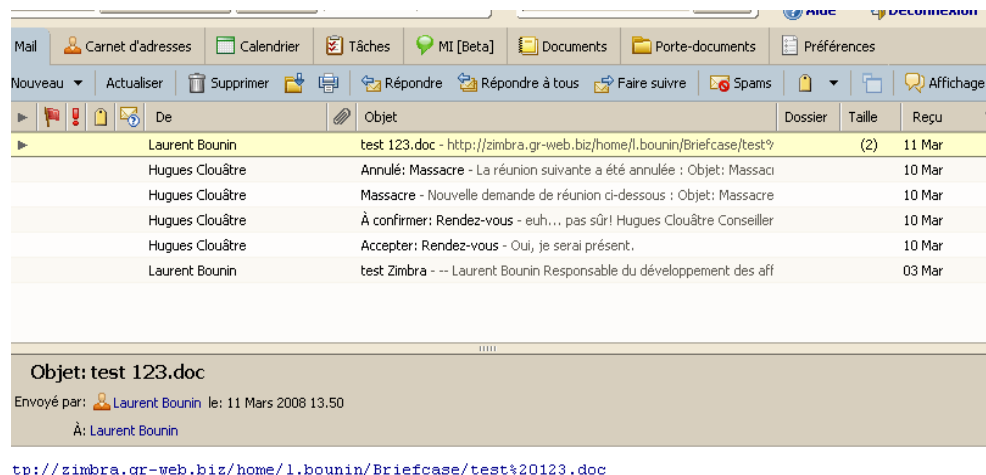 Aide Déconnexion
Mail Carnet d'adresses Calendrier Tâches MI [Beta] Documents Porte-documents Préférences
Nouveau Actualiser Supprimer Répondre Répondre à tous Faire suivre Spams Affichage
De Objet Dossier Taille Reçu
Laurent Bounin test 123.doc - http://zimbra.gr-web.biz/home/l.bounin/Briefcase/test% (2) 11 Mar
Hugues Clouâtre Annulé: Massacre - La réunion suivante a été annulée : Objet: Massacr 10 Mar
Hugues Clouâtre Massacre - Nouvelle demande de réunion ci-dessous : Objet: Massacre 10 Mar
Hugues Clouâtre À confirmer: Rendez-vous - euh... pas sûr! Hugues Clouâtre Conseiller 10 Mar
Hugues Clouâtre Accepter: Rendez-vous - Oui, je serai présent. 10 Mar
Laurent Bounin test Zimbra - -- Laurent Bounin Responsable du développement des aff 03 Mar
Objet: test 123.doc
Envoyé par: Laurent Bounin le: 11 Mars 2008 13.50
À: Laurent Bounin
tp://zimbra.gr-web.biz/home/l.bounin/Briefcase/test%20123.doc